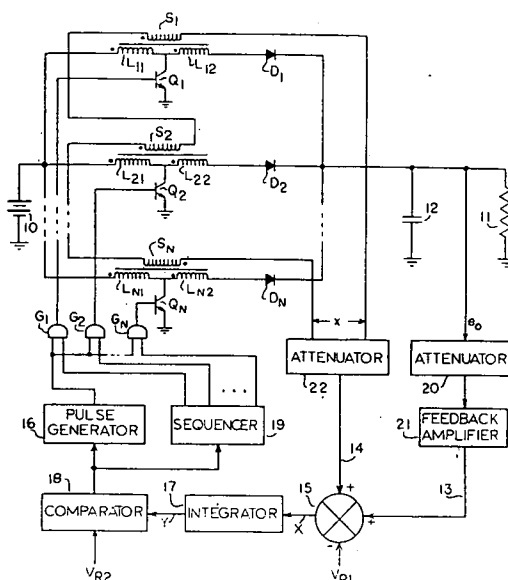 S1
L11
L12
D1
Q1
S2
L21
L22
D2
Q2
10
12
11
SN
LN1
LN2
DN
QN
G1
G2
GN
X
e0
ATTENUATOR
22
ATTENUATOR
20
PULSE
GENERATOR
16
SEQUENCER
19
...
14
FEEDBACK
AMPLIFIER
21
13
18
COMPARATOR
17
INTEGRATOR
Y
X
15
+
+
-
VR2
VR1